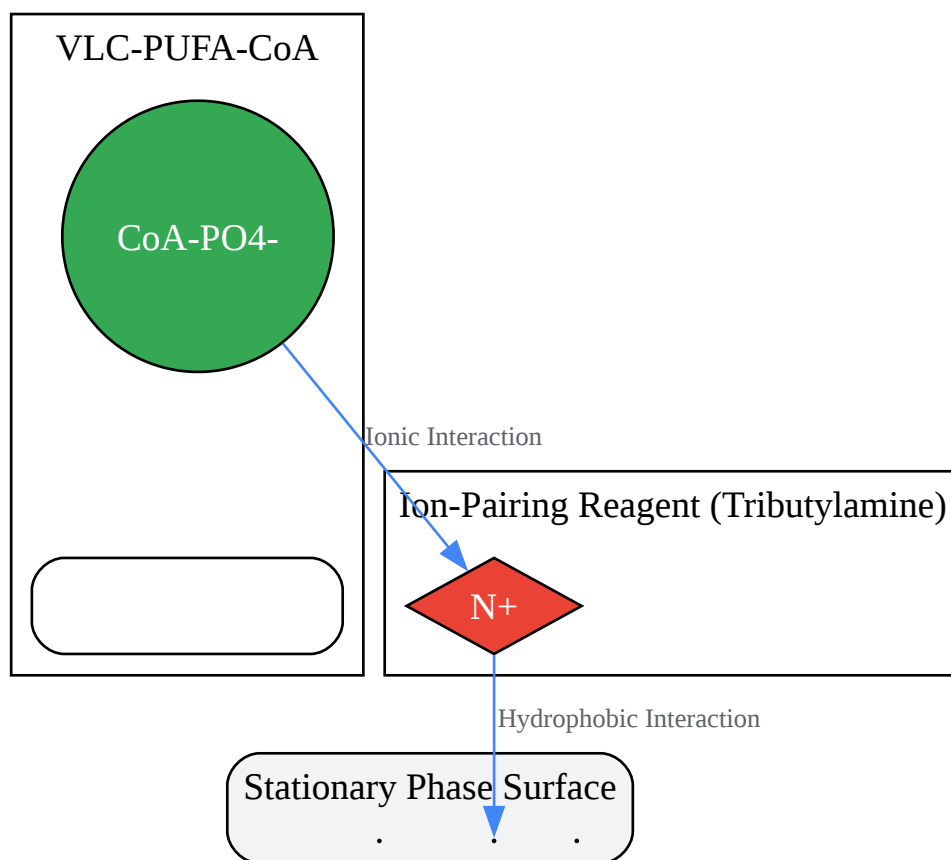 VLC-PUFA-CoA
CoA-PO4-
Ionic Interaction
Ion-Pairing Reagent (Tributylamine)
N+
Hydrophobic Interaction
Stationary Phase Surface
. . .